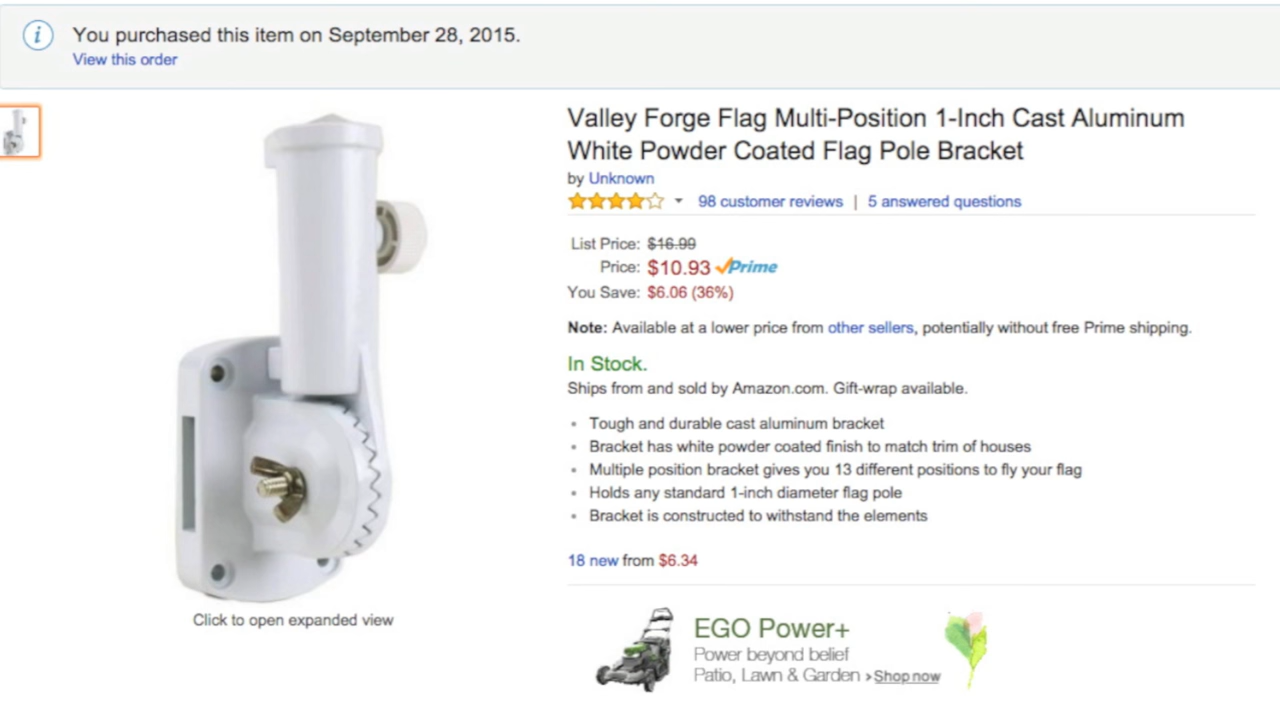 You purchased this item on September 28, 2015.
View this order
Valley Forge Flag Multi-Position 1-Inch Cast Aluminum
White Powder Coated Flag Pole Bracket
by Unknown
98 customer reviews | 5 answered questions
List Price: $16.99
Price: $10.93 Prime
You Save: $6.06 (36%)
Note: Available at a lower price from other sellers, potentially without free Prime shipping.
In Stock.
Ships from and sold by Amazon.com. Gift-wrap available.
• Tough and durable cast aluminum bracket
• Bracket has white powder coated finish to match trim of houses
• Multiple position bracket gives you 13 different positions to fly your flag
• Holds any standard 1-inch diameter flag pole
• Bracket is constructed to withstand the elements
18 new from $6.34
Click to open expanded view
EGO Power+
Power beyond belief
Patio, Lawn & Garden › Shop now